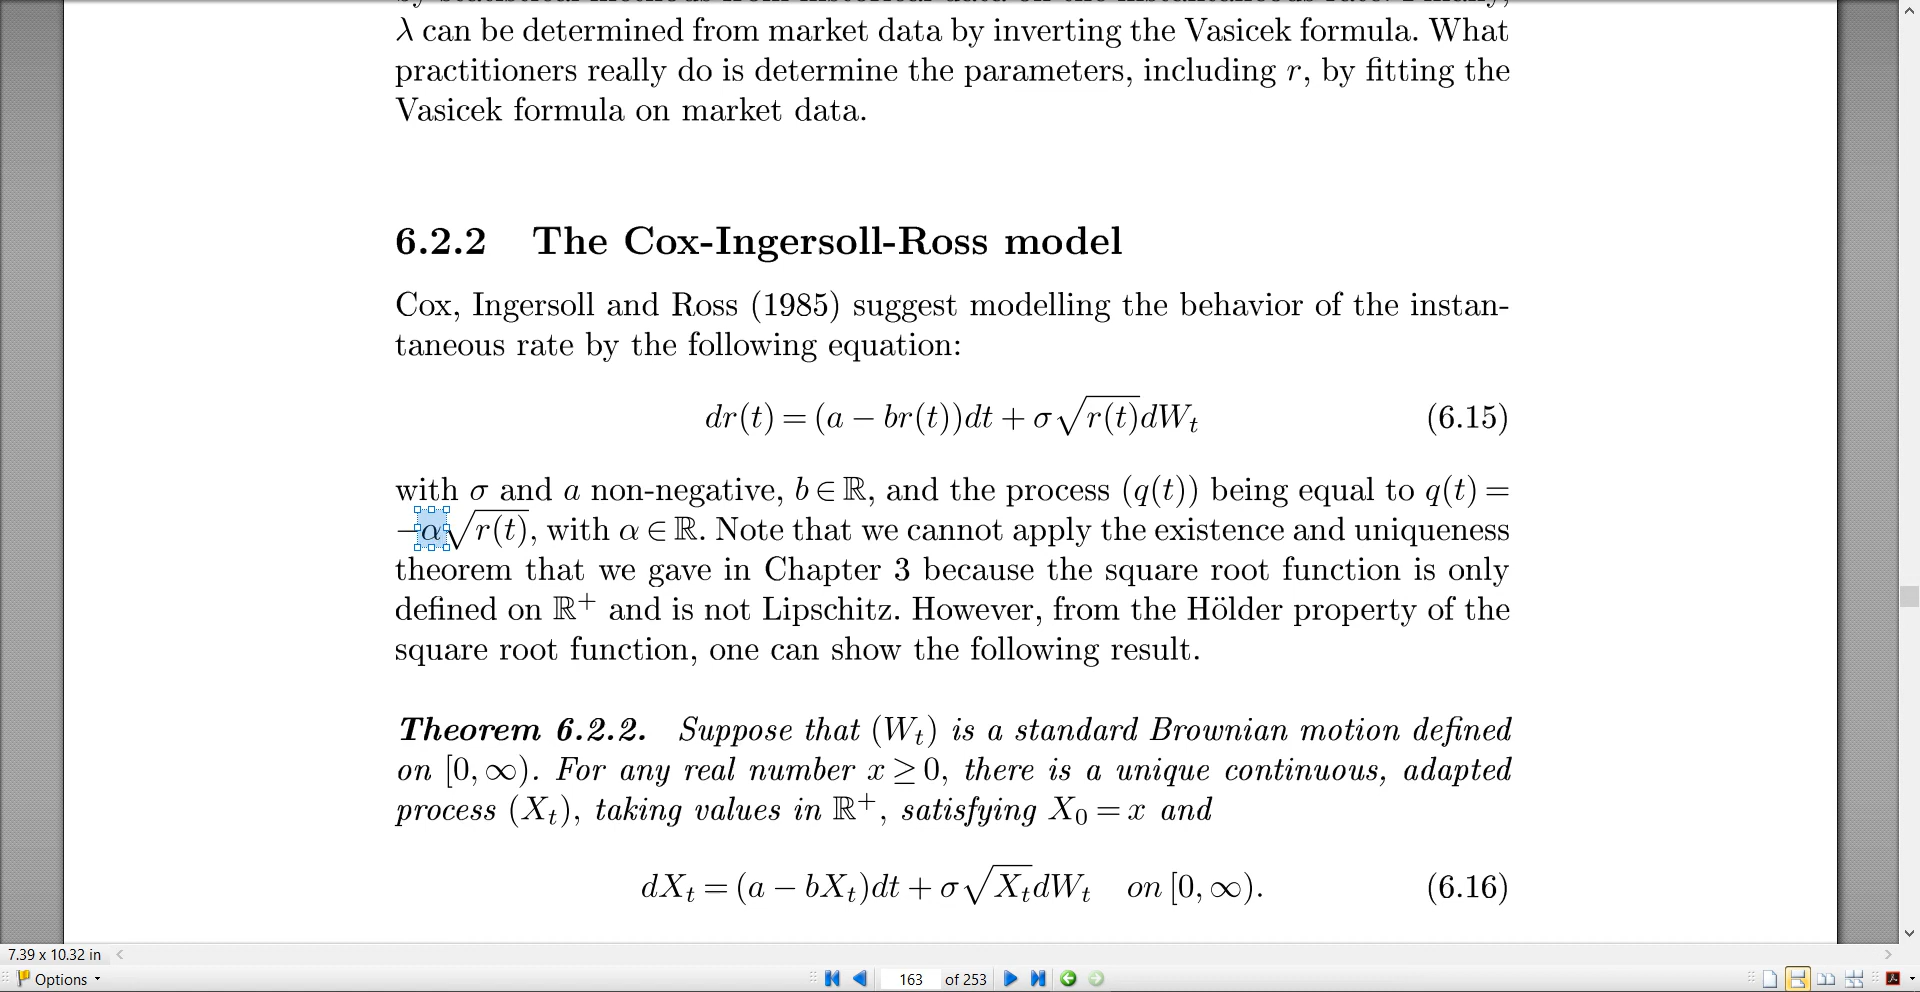 λ can be determined from market data by inverting the Vasicek formula. What
practitioners really do is determine the parameters, including r, by fitting the
Vasicek formula on market data.
6.2.2 The Cox-Ingersoll-Ross model
Cox, Ingersoll and Ross (1985) suggest modelling the behavior of the instan-
taneous rate by the following equation:
dr(t) = (a − br(t))dt + σ√r(t)dWₜ (6.15)
with σ and a non-negative, b ∈ ℝ, and the process (q(t)) being equal to q(t) =
−α√r(t), with α ∈ ℝ. Note that we cannot apply the existence and uniqueness
theorem that we gave in Chapter 3 because the square root function is only
defined on ℝ⁺ and is not Lipschitz. However, from the Hölder property of the
square root function, one can show the following result.
Theorem 6.2.2. Suppose that (Wₜ) is a standard Brownian motion defined
on [0, ∞). For any real number x ≥ 0, there is a unique continuous, adapted
process (Xₜ), taking values in ℝ⁺, satisfying X₀ = x and
dXₜ = (a − bXₜ)dt + σ√XₜdWₜ on [0, ∞). (6.16)
7.39 x 10.32 in
Options 163 of 253